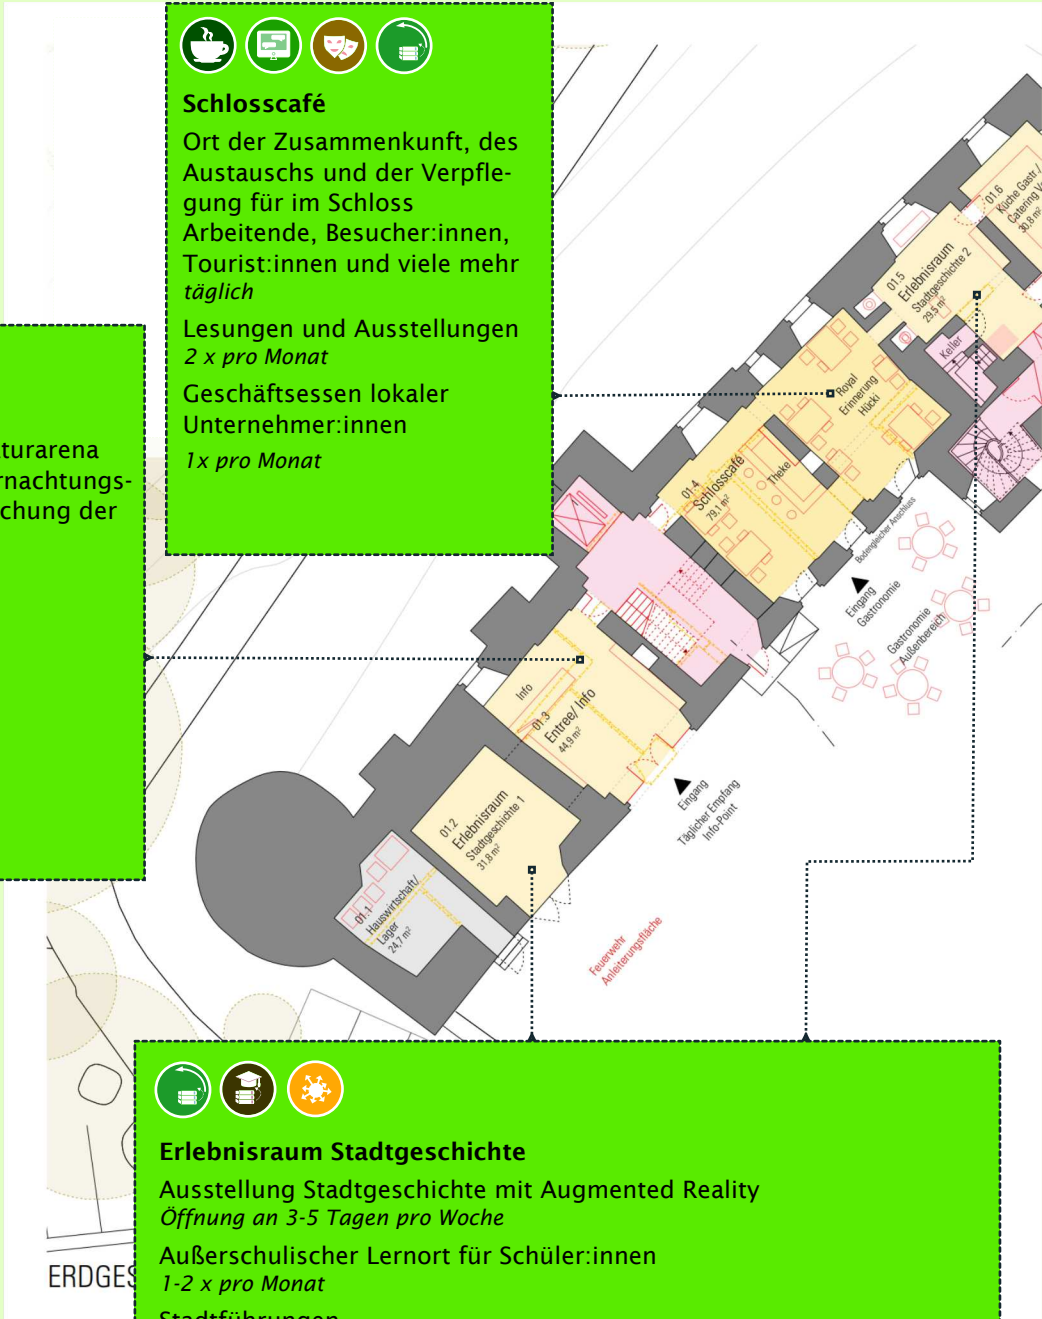 Schlosscafé
Ort der Zusammenkunft, des
Austauschs und der Verpfle-
gung für im Schloss
Arbeitende, Besucher:innen,
Tourist:innen und viele mehr
täglich
Lesungen und Ausstellungen
2 x pro Monat
Geschäftsessen lokaler
Unternehmer:innen
1x pro Monat
turarena
rnachtungs-
chung der
01.6
Küche Gastr./
Catering V
30,8 m²
01.5
Erlebnisraum
Stadtgeschichte 2
29,5 m²
Keller
Royal
Erinnerung
Hücki
01.4
Schlosscafé
79,1 m²
Theke
Bodengleicher Anschluss
Eingang
Gastronomie
Gastronomie
Außenbereich
Info
01.3
Entree/ Info
44,9 m²
Eingang
Täglicher Empfang
Info-Point
01.2
Erlebnisraum
Stadtgeschichte 1
31,8 m²
01.1
Hauswirtschaft/
Lager
24,7 m²
Feuerwehr
Anleiterungsfläche
Erlebnisraum Stadtgeschichte
Ausstellung Stadtgeschichte mit Augmented Reality
Öffnung an 3-5 Tagen pro Woche
Außerschulischer Lernort für Schüler:innen
1-2 x pro Monat
Stadtführungen
ERDGES